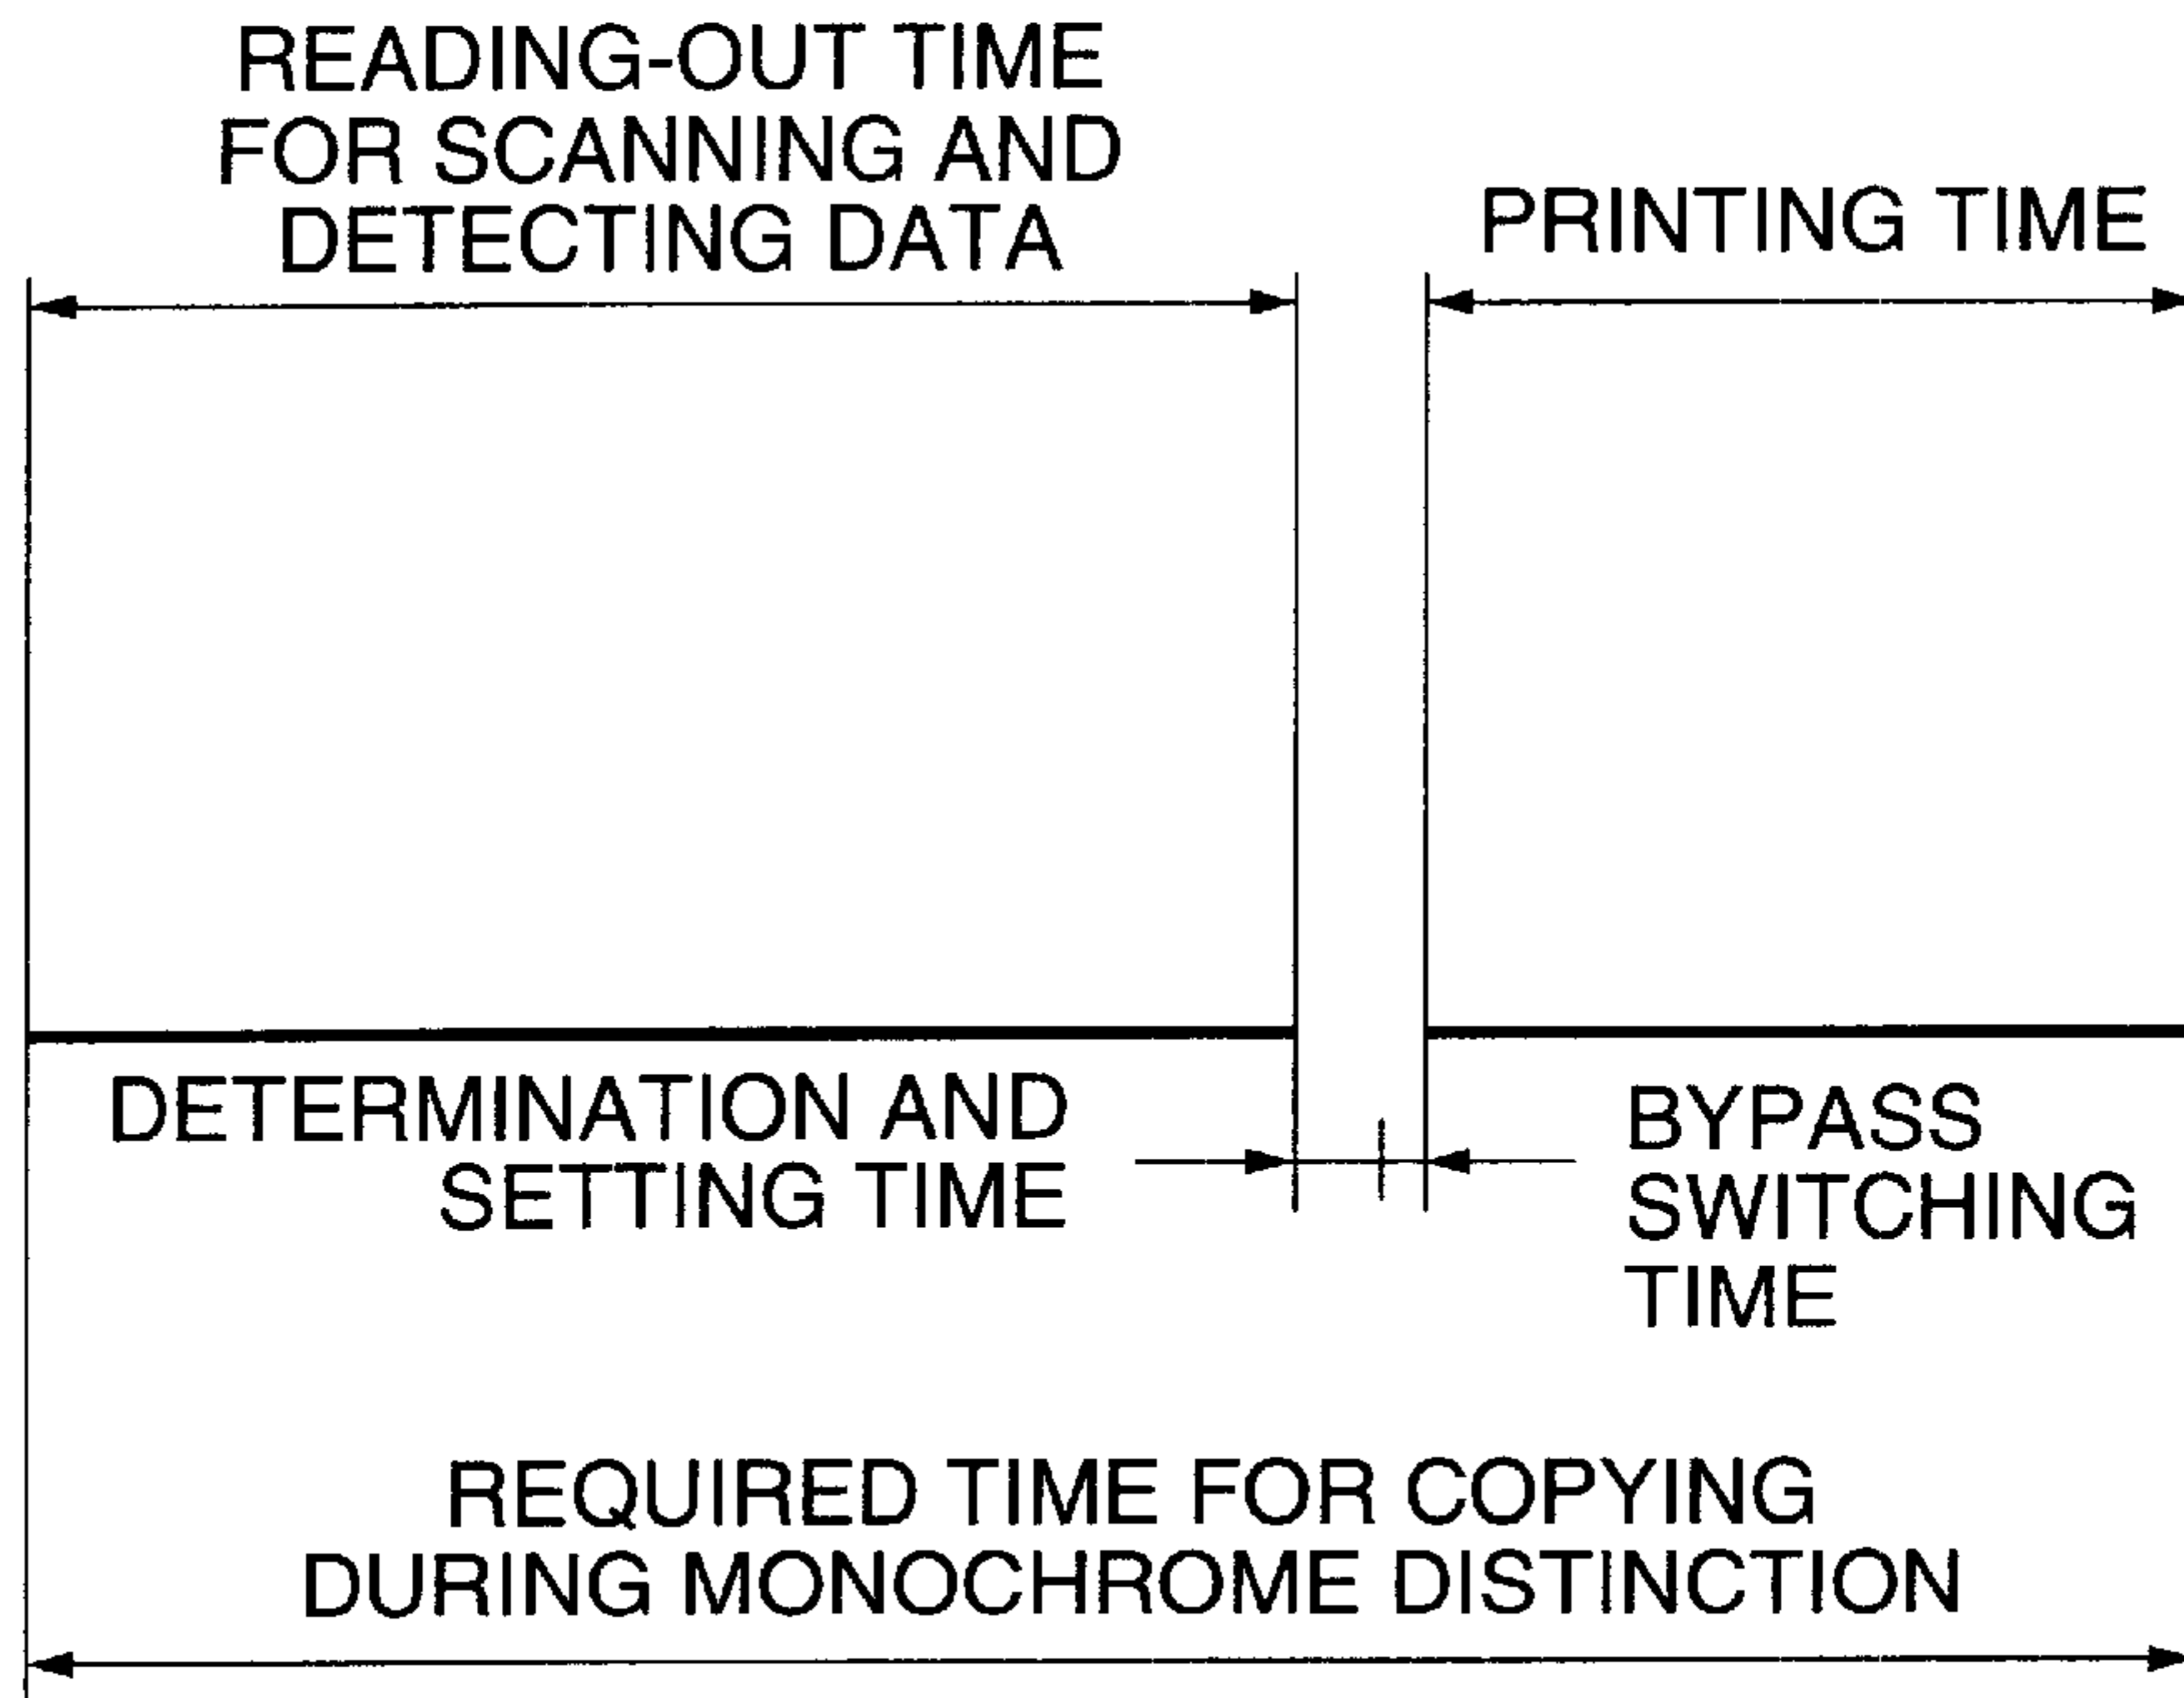 READING-OUT TIME
FOR SCANNING AND
DETECTING DATA
PRINTING TIME
DETERMINATION AND
SETTING TIME
BYPASS
SWITCHING
TIME
REQUIRED TIME FOR COPYING
DURING MONOCHROME DISTINCTION